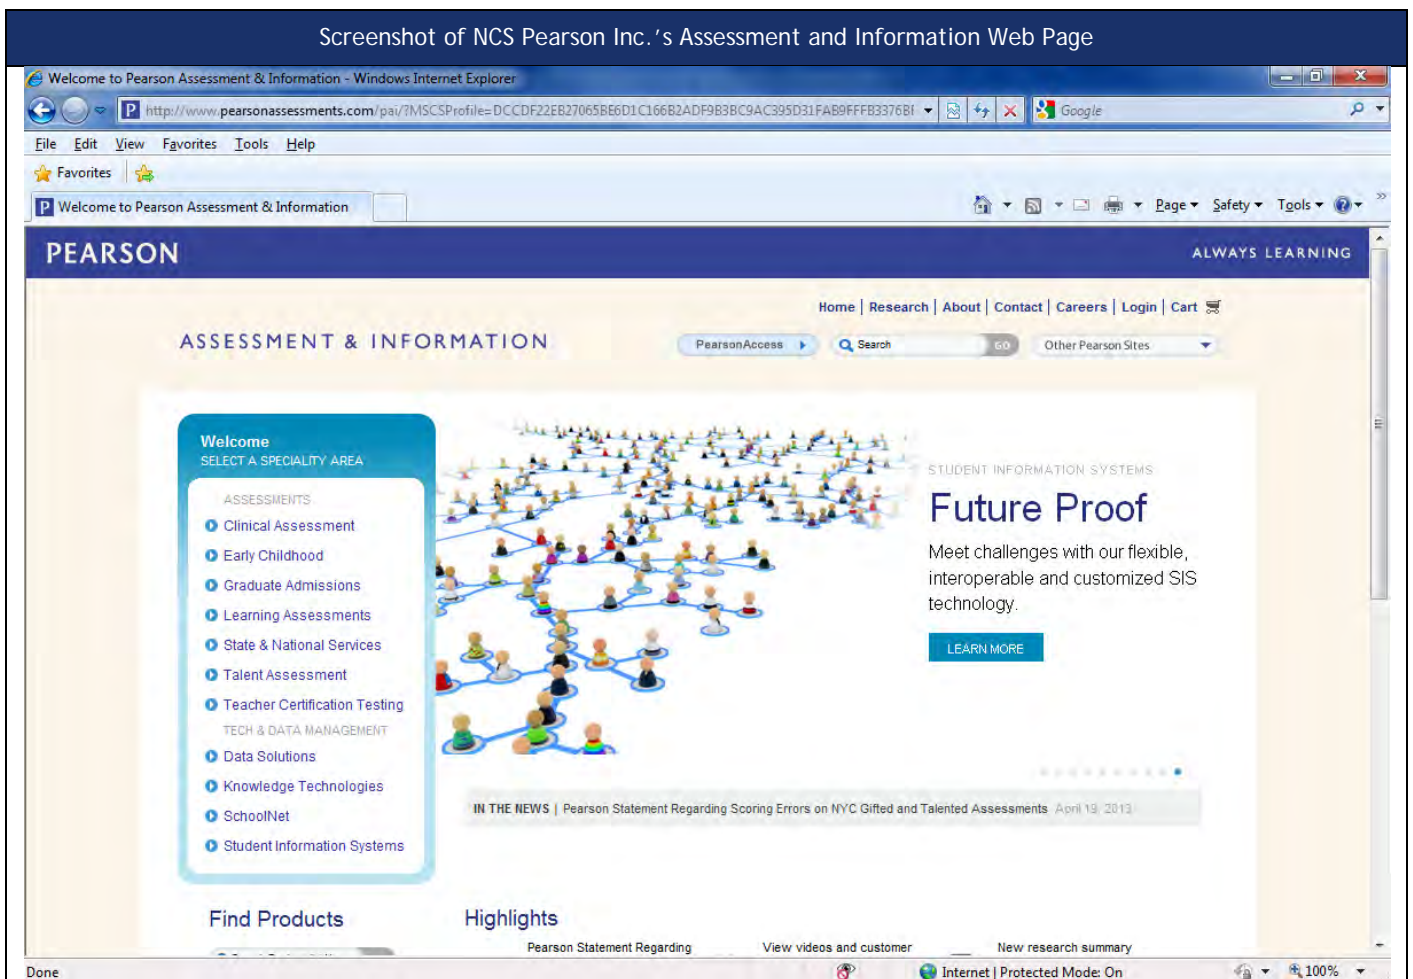 Screenshot of NCS Pearson Inc.'s Assessment and Information Web Page
Welcome to Pearson Assessment & Information - Windows Internet Explorer
http://www.pearsonassessments.com/pai/?MSCSProfile=DCCDF22EB27065BE6D1C166B2ADF9B3BC9AC395D31FAB9FFFB3376BF
Google
File Edit View Favorites Tools Help
Favorites
Welcome to Pearson Assessment & Information
Page Safety Tools
PEARSON
ALWAYS LEARNING
Home | Research | About | Contact | Careers | Login | Cart
ASSESSMENT & INFORMATION
PearsonAccess
Search
GO
Other Pearson Sites
Welcome
SELECT A SPECIALITY AREA
ASSESSMENTS
Clinical Assessment
Early Childhood
Graduate Admissions
Learning Assessments
State & National Services
Talent Assessment
Teacher Certification Testing
TECH & DATA MANAGEMENT
Data Solutions
Knowledge Technologies
SchoolNet
Student Information Systems
STUDENT INFORMATION SYSTEMS
Future Proof
Meet challenges with our flexible,
interoperable and customized SIS
technology.
LEARN MORE
IN THE NEWS | Pearson Statement Regarding Scoring Errors on NYC Gifted and Talented Assessments April 19, 2013
Find Products
Highlights
Pearson Statement Regarding
View videos and customer
New research summary
Done
Internet | Protected Mode: On
100%